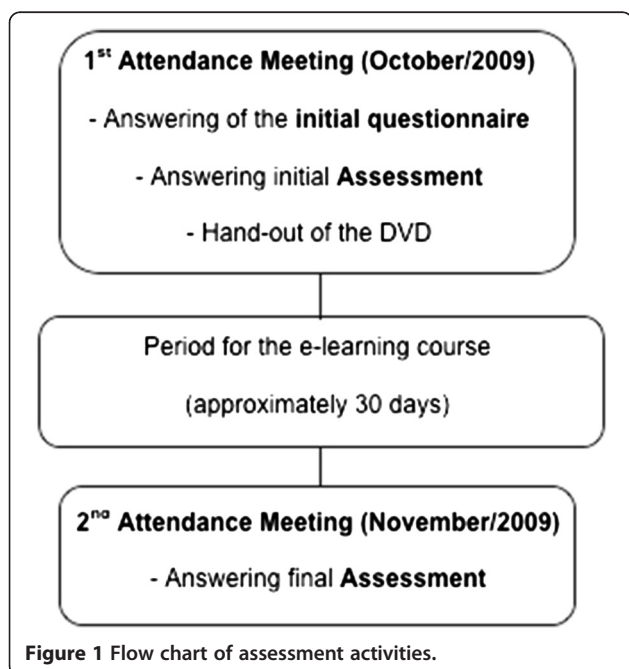 1st Attendance Meeting (October/2009)
- Answering of the initial questionnaire
- Answering initial Assessment
- Hand-out of the DVD
Period for the e-learning course
(approximately 30 days)
2nd Attendance Meeting (November/2009)
- Answering final Assessment
Figure 1 Flow chart of assessment activities.